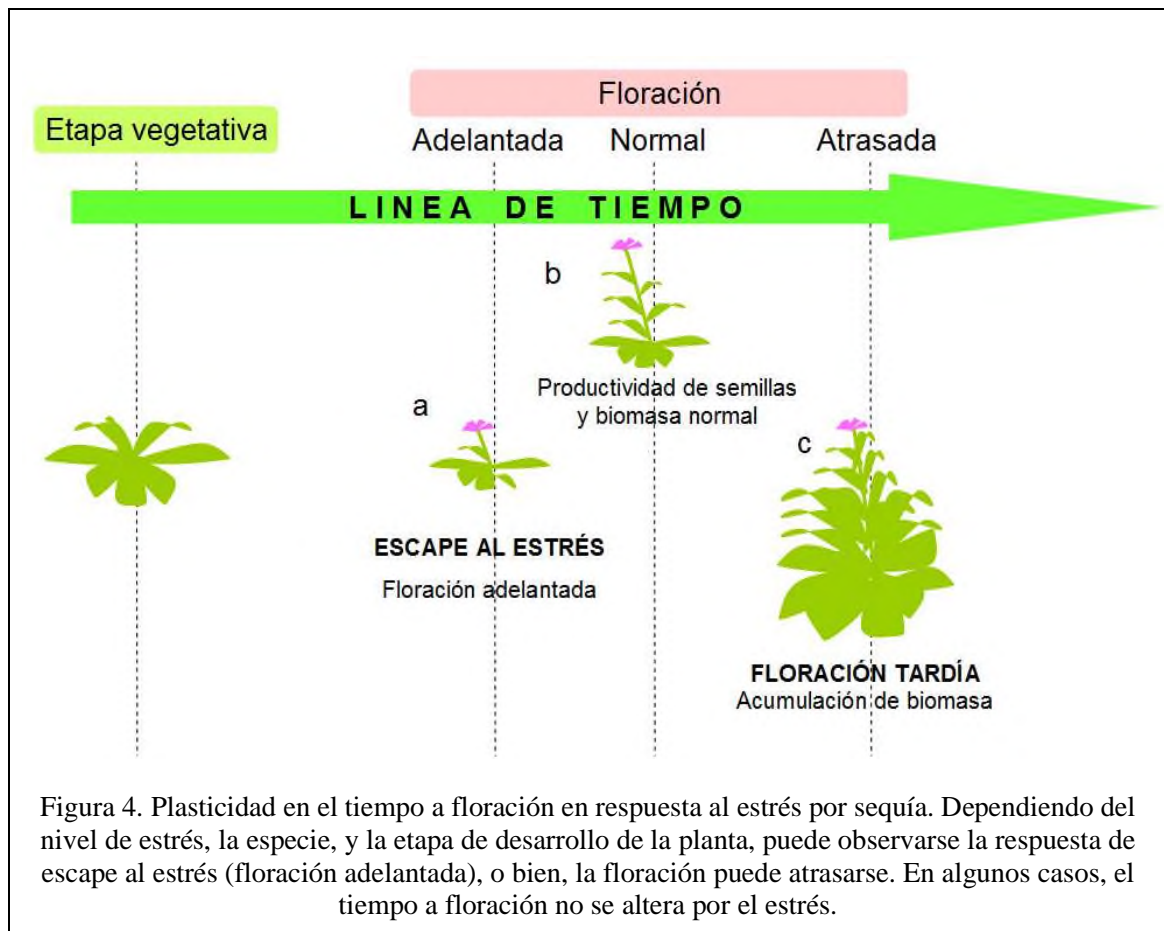 Floración
Etapa vegetativa
Adelantada Normal Atrasada
LINEA DE TIEMPO
b
Productividad de semillas
y biomasa normal
a
c
ESCAPE AL ESTRÉS
Floración adelantada
FLORACIÓN TARDÍA
Acumulación de biomasa
Figura 4. Plasticidad en el tiempo a floración en respuesta al estrés por sequía. Dependiendo del
nivel de estrés, la especie, y la etapa de desarrollo de la planta, puede observarse la respuesta de
escape al estrés (floración adelantada), o bien, la floración puede atrasarse. En algunos casos, el
tiempo a floración no se altera por el estrés.